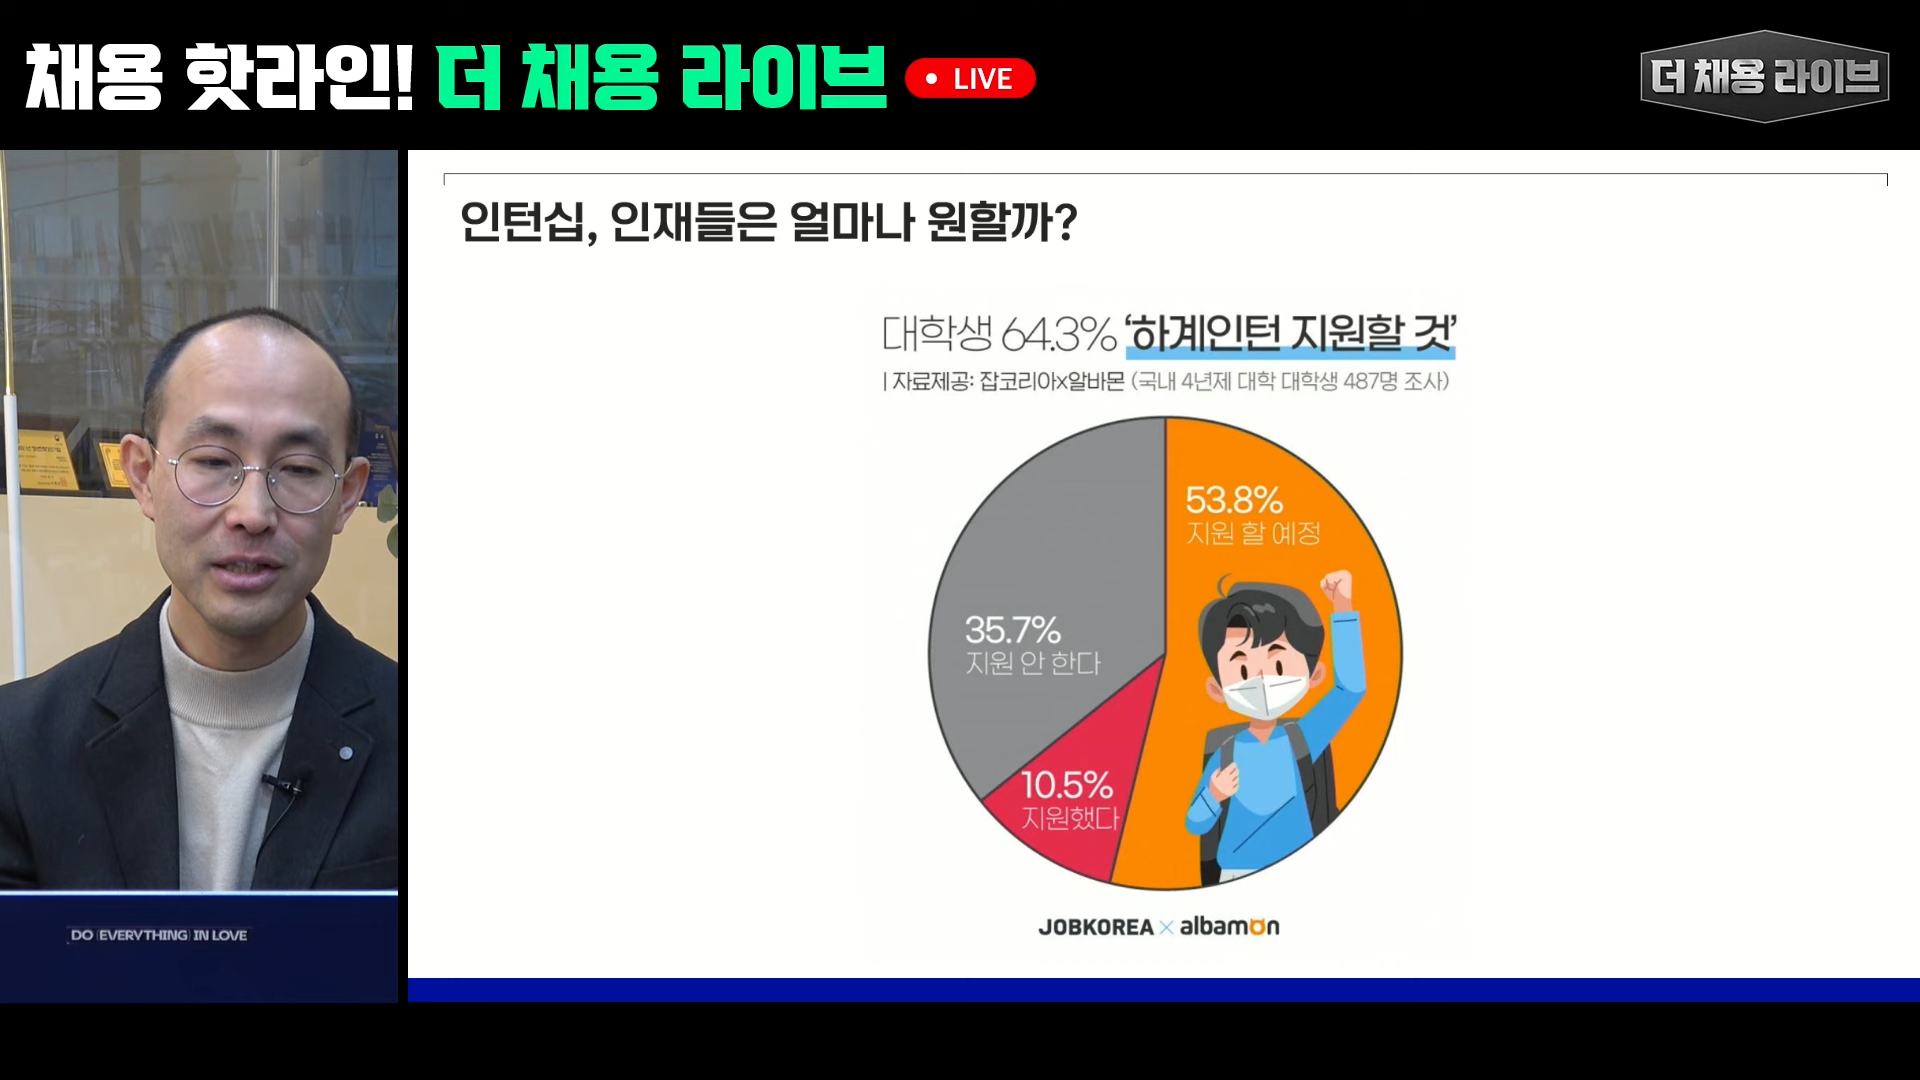 채용 핫라인! 더 채용 라이브
LIVE
더 채용 라이브
인턴십, 인재들은 얼마나 원할까?
대학생 64.3% ‘하계인턴 지원할 것’
| 자료제공: 잡코리아x알바몬 (국내 4년제 대학 대학생 487명 조사)
53.8%
지원 할 예정
35.7%
지원 안 한다
10.5%
지원했다
JOBKOREA × albamon
DO EVERYTHING IN LOVE